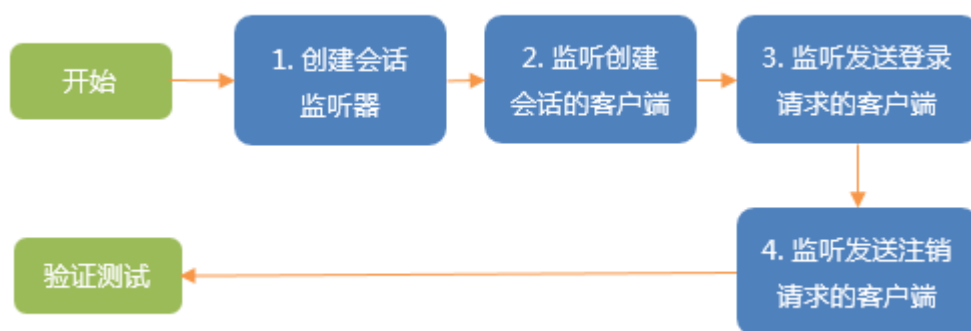 开始
1. 创建会话
监听器
2. 监听创建
会话的客户端
3. 监听发送登录
请求的客户端
4. 监听发送注销
请求的客户端
验证测试